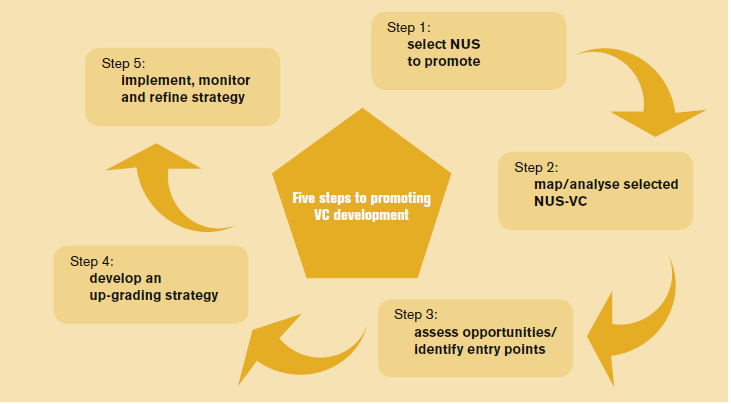 Step 1:
select NUS
to promote
Step 2:
map/analyse selected
NUS-VC
Step 3:
assess opportunities/
identify entry points
Step 4:
develop an
up-grading strategy
Step 5:
implement, monitor
and refine strategy
Five steps to promoting
VC development